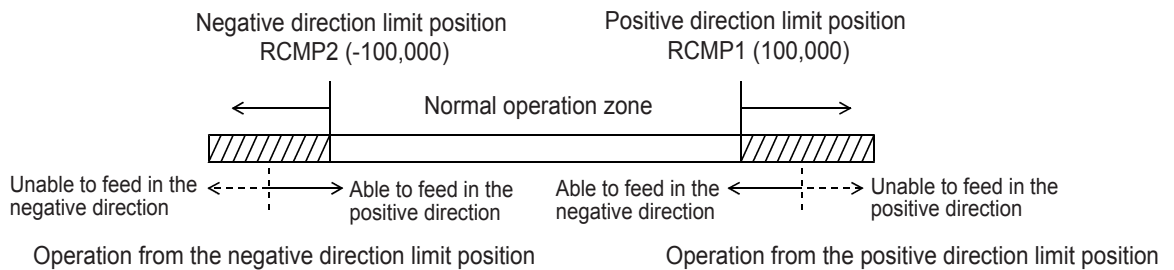 Negative direction limit position
RCMP2 (-100,000)
Positive direction limit position
RCMP1 (100,000)
Normal operation zone
Unable to feed in the
negative direction
Able to feed in the
positive direction
Able to feed in the
negative direction
Unable to feed in the
positive direction
Operation from the negative direction limit position
Operation from the positive direction limit position